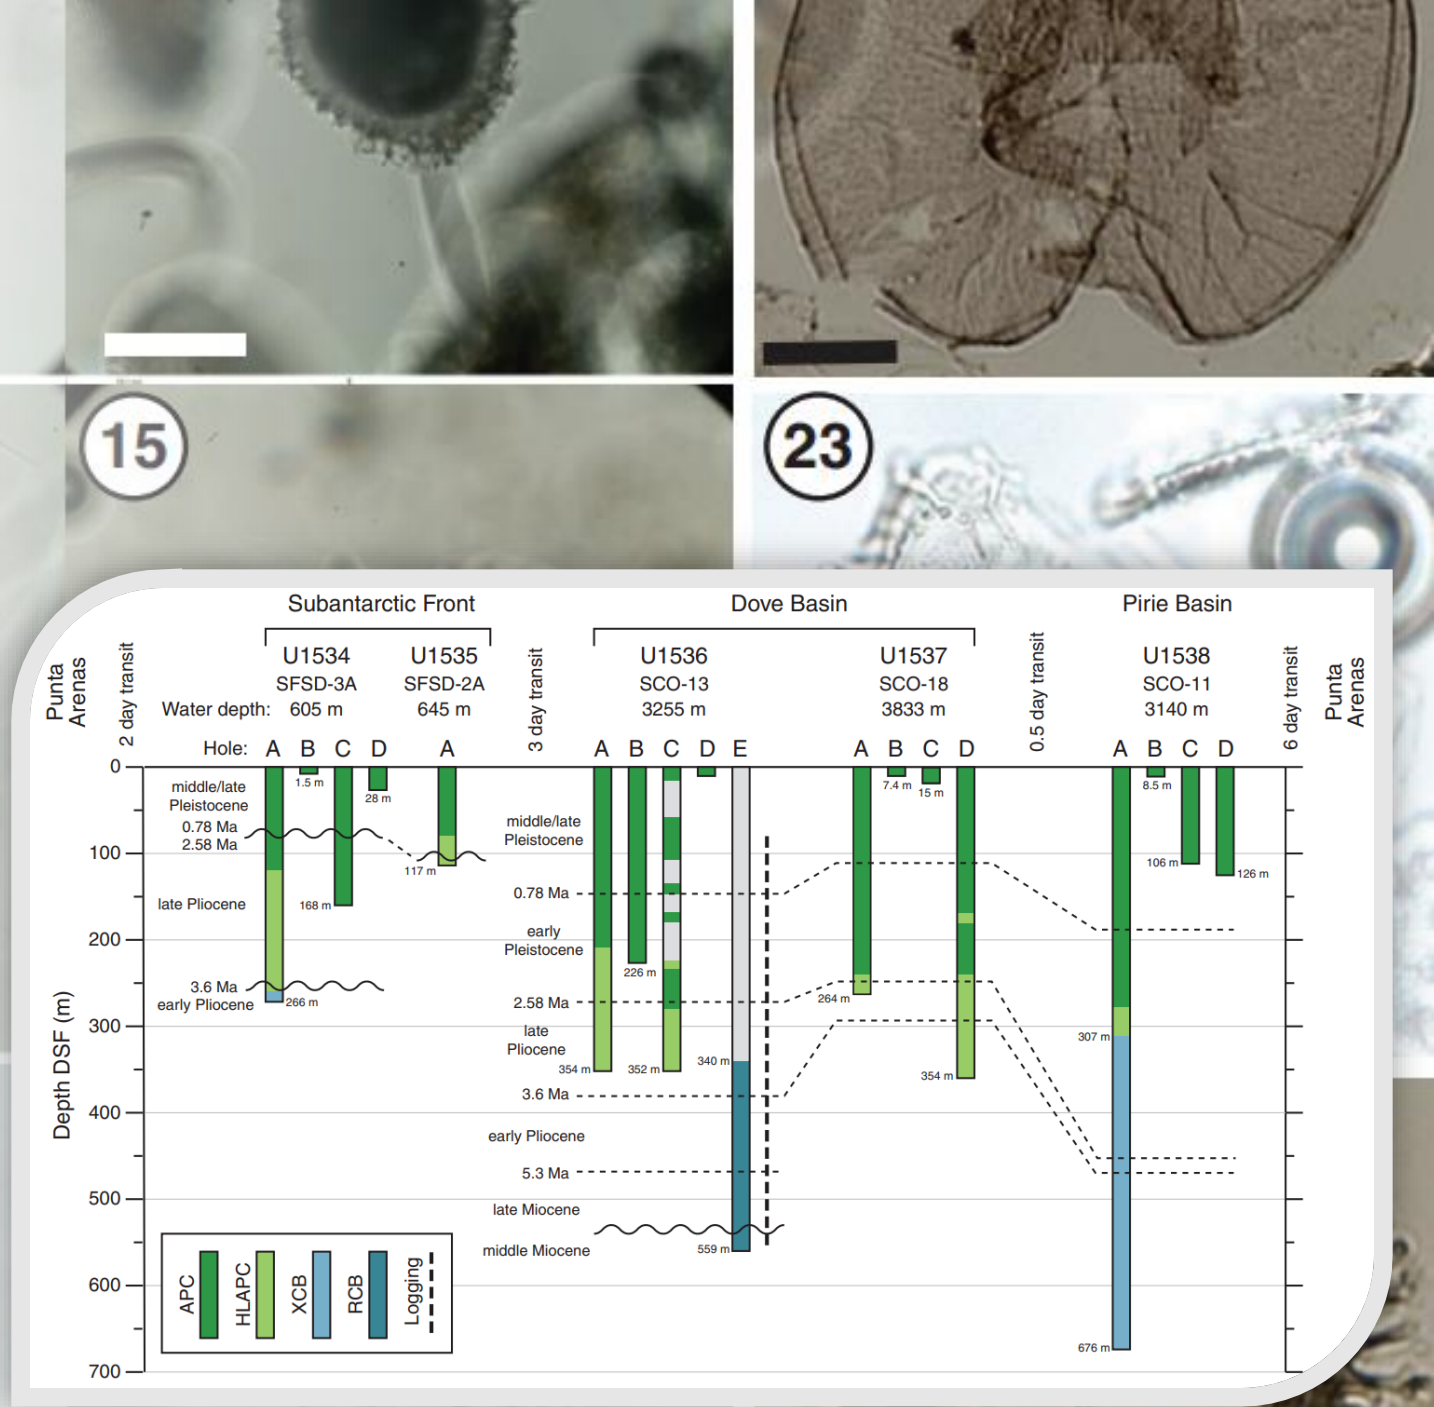 15
23
Subantarctic Front
Dove Basin
Pirie Basin
Punta
Arenas
2 day transit
U1534
SFSD-3A
605 m
U1535
SFSD-2A
645 m
3 day transit
U1536
SCO-13
3255 m
U1537
SCO-18
3833 m
0.5 day transit
U1538
SCO-11
3140 m
6 day transit
Punta
Arenas
Water depth:
Hole: A B C D A A B C D E A B C D A B C D
0
100
200
300
400
500
600
700
Depth DSF (m)
middle/late
Pleistocene
0.78 Ma
2.58 Ma
late Pliocene
3.6 Ma
early Pliocene
1.5 m
28 m
168 m
266 m
117 m
middle/late
Pleistocene
0.78 Ma
early
Pleistocene
2.58 Ma
late
Pliocene
3.6 Ma
early Pliocene
5.3 Ma
late Miocene
middle Miocene
354 m
226 m
352 m
340 m
559 m
264 m
7.4 m
15 m
354 m
307 m
676 m
8.5 m
106 m
126 m
APC
HLAPC
XCB
RCB
Logging